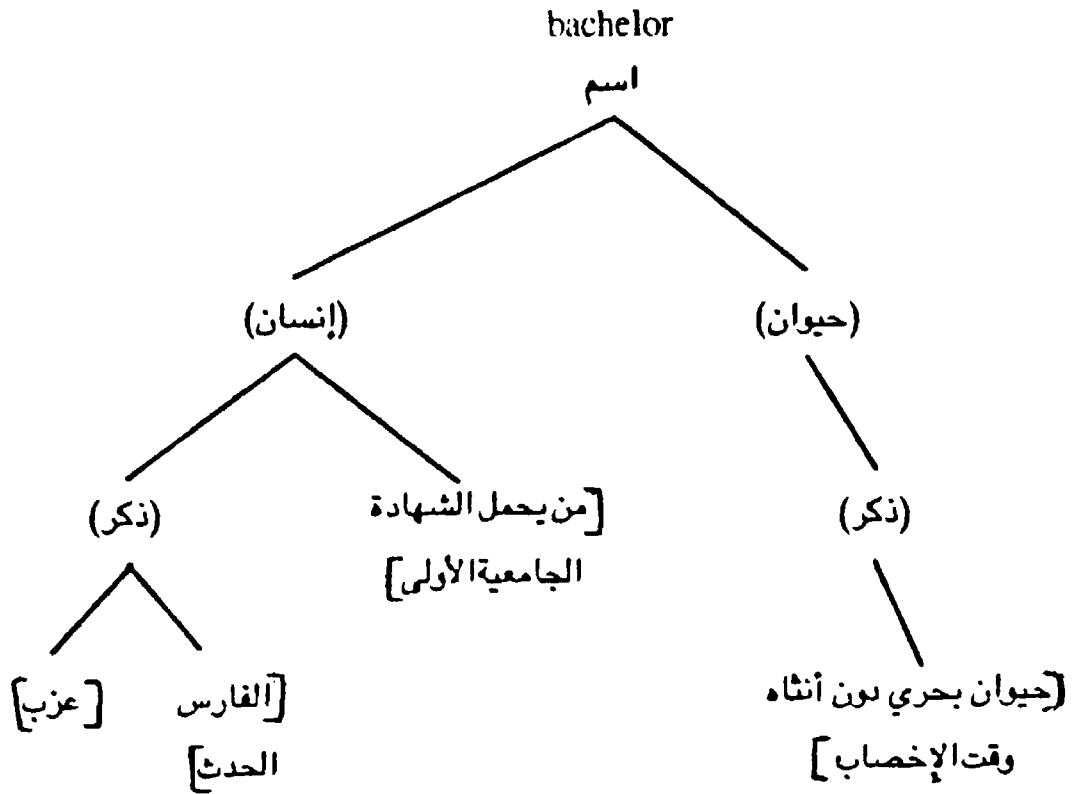 bachelor
اسم
(إنسان)
(حيوان)
(ذكر)
[من يحمل الشهادة
الجامعية الأولى]
(ذكر)
[عزب]
[الفارس
الحدث]
[حيوان بحري دون أنثاه
وقت الإخصاب]